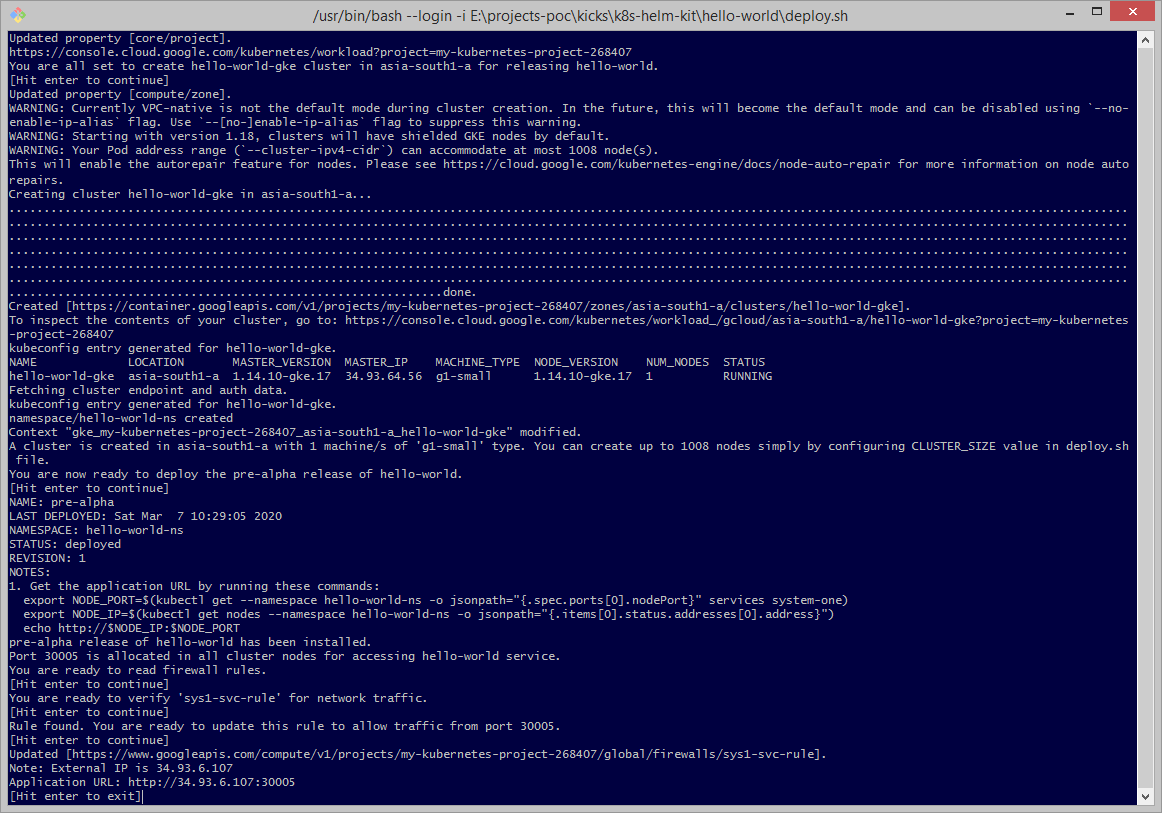 /usr/bin/bash --login -i E:\projects-poc\kicks\k8s-helm-kit\hello-world\deploy.sh
Updated property [core/project].
https://console.cloud.google.com/kubernetes/workload?project=my-kubernetes-project-268407
You are all set to create hello-world-gke cluster in asia-south1-a for releasing hello-world.
[Hit enter to continue]
Updated property [compute/zone].
WARNING: Currently VPC-native is not the default mode during cluster creation. In the future, this will become the default mode and can be disabled using `--no-
enable-ip-alias` flag. Use `--[no-]enable-ip-alias` flag to suppress this warning.
WARNING: Starting with version 1.18, clusters will have shielded GKE nodes by default.
WARNING: Your Pod address range (`--cluster-ipv4-cidr`) can accommodate at most 1008 node(s).
This will enable the autorepair feature for nodes. Please see https://cloud.google.com/kubernetes-engine/docs/node-auto-repair for more information on node auto
repairs.
Creating cluster hello-world-gke in asia-south1-a...
................................................................................................................................................................
................................................................................................................................................................
................................................................................................................................................................
................................................................................................................................................................
................................................................................................................................................................
................................................................................................................................................................
..............................................................done.
Created [https://container.googleapis.com/v1/projects/my-kubernetes-project-268407/zones/asia-south1-a/clusters/hello-world-gke].
To inspect the contents of your cluster, go to: https://console.cloud.google.com/kubernetes/workload_/gcloud/asia-south1-a/hello-world-gke?project=my-kubernetes
-project-268407
kubeconfig entry generated for hello-world-gke.
NAME LOCATION MASTER_VERSION MASTER_IP MACHINE_TYPE NODE_VERSION NUM_NODES STATUS
hello-world-gke asia-south1-a 1.14.10-gke.17 34.93.64.56 g1-small 1.14.10-gke.17 1 RUNNING
Fetching cluster endpoint and auth data.
kubeconfig entry generated for hello-world-gke.
namespace/hello-world-ns created
Context "gke_my-kubernetes-project-268407_asia-south1-a_hello-world-gke" modified.
A cluster is created in asia-south1-a with 1 machine/s of 'g1-small' type. You can create up to 1008 nodes simply by configuring CLUSTER_SIZE value in deploy.sh
file.
You are now ready to deploy the pre-alpha release of hello-world.
[Hit enter to continue]
NAME: pre-alpha
LAST DEPLOYED: Sat Mar  7 10:29:05 2020
NAMESPACE: hello-world-ns
STATUS: deployed
REVISION: 1
NOTES:
1. Get the application URL by running these commands:
export NODE_PORT=$(kubectl get --namespace hello-world-ns -o jsonpath="{.spec.ports[0].nodePort}" services system-one)
export NODE_IP=$(kubectl get nodes --namespace hello-world-ns -o jsonpath="{.items[0].status.addresses[0].address}")
echo http://$NODE_IP:$NODE_PORT
pre-alpha release of hello-world has been installed.
Port 30005 is allocated in all cluster nodes for accessing hello-world service.
You are ready to read firewall rules.
[Hit enter to continue]
You are ready to verify 'sys1-svc-rule' for network traffic.
[Hit enter to continue]
Rule found. You are ready to update this rule to allow traffic from port 30005.
[Hit enter to continue]
Updated [https://www.googleapis.com/compute/v1/projects/my-kubernetes-project-268407/global/firewalls/sys1-svc-rule].
Note: External IP is 34.93.6.107
Application URL: http://34.93.6.107:30005
[Hit enter to exit]